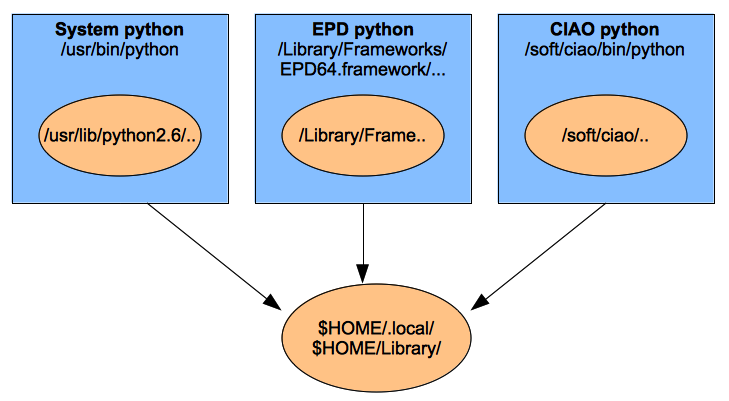 System python
/usr/bin/python
/usr/lib/python2.6/..
EPD python
/Library/Frameworks/
EPD64.framework/...
/Library/Frame..
CIAO python
/soft/ciao/bin/python
/soft/ciao/..
$HOME/.local/
$HOME/Library/